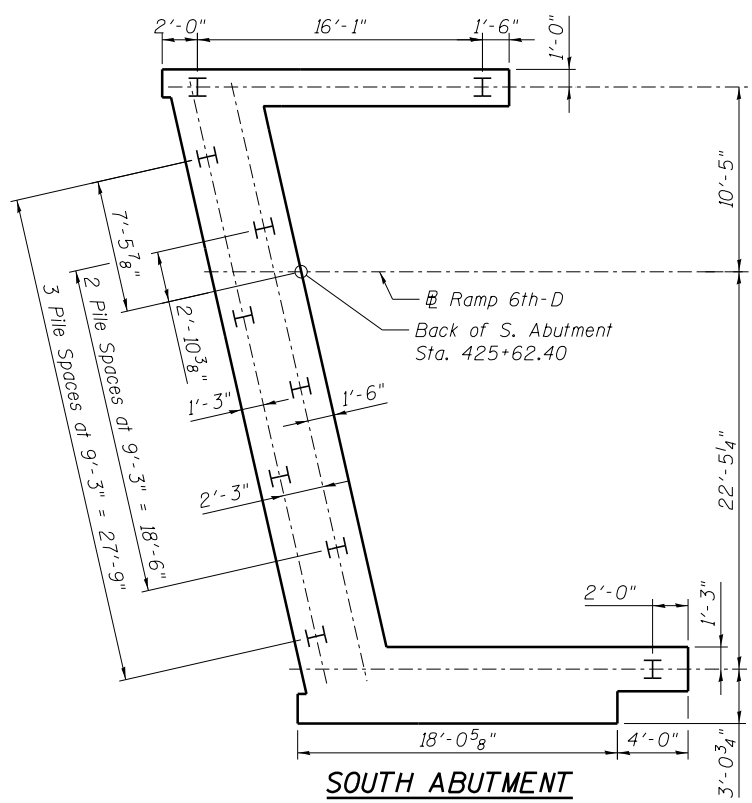 2'-0"
16'-1"
1'-6"
1'-0"
10'-5"
7'-5 7/8"
2'-10 3/8"
2 Pile Spaces at 9'-3" = 18'-6"
3 Pile Spaces at 9'-3" = 27'-9"
℄ Ramp 6th-D
Back of S. Abutment
Sta. 425+62.40
1'-3"
1'-6"
2'-3"
22'-5 1/4"
2'-0"
1'-3"
18'-0 5/8"
4'-0"
3'-0 3/4"
SOUTH ABUTMENT